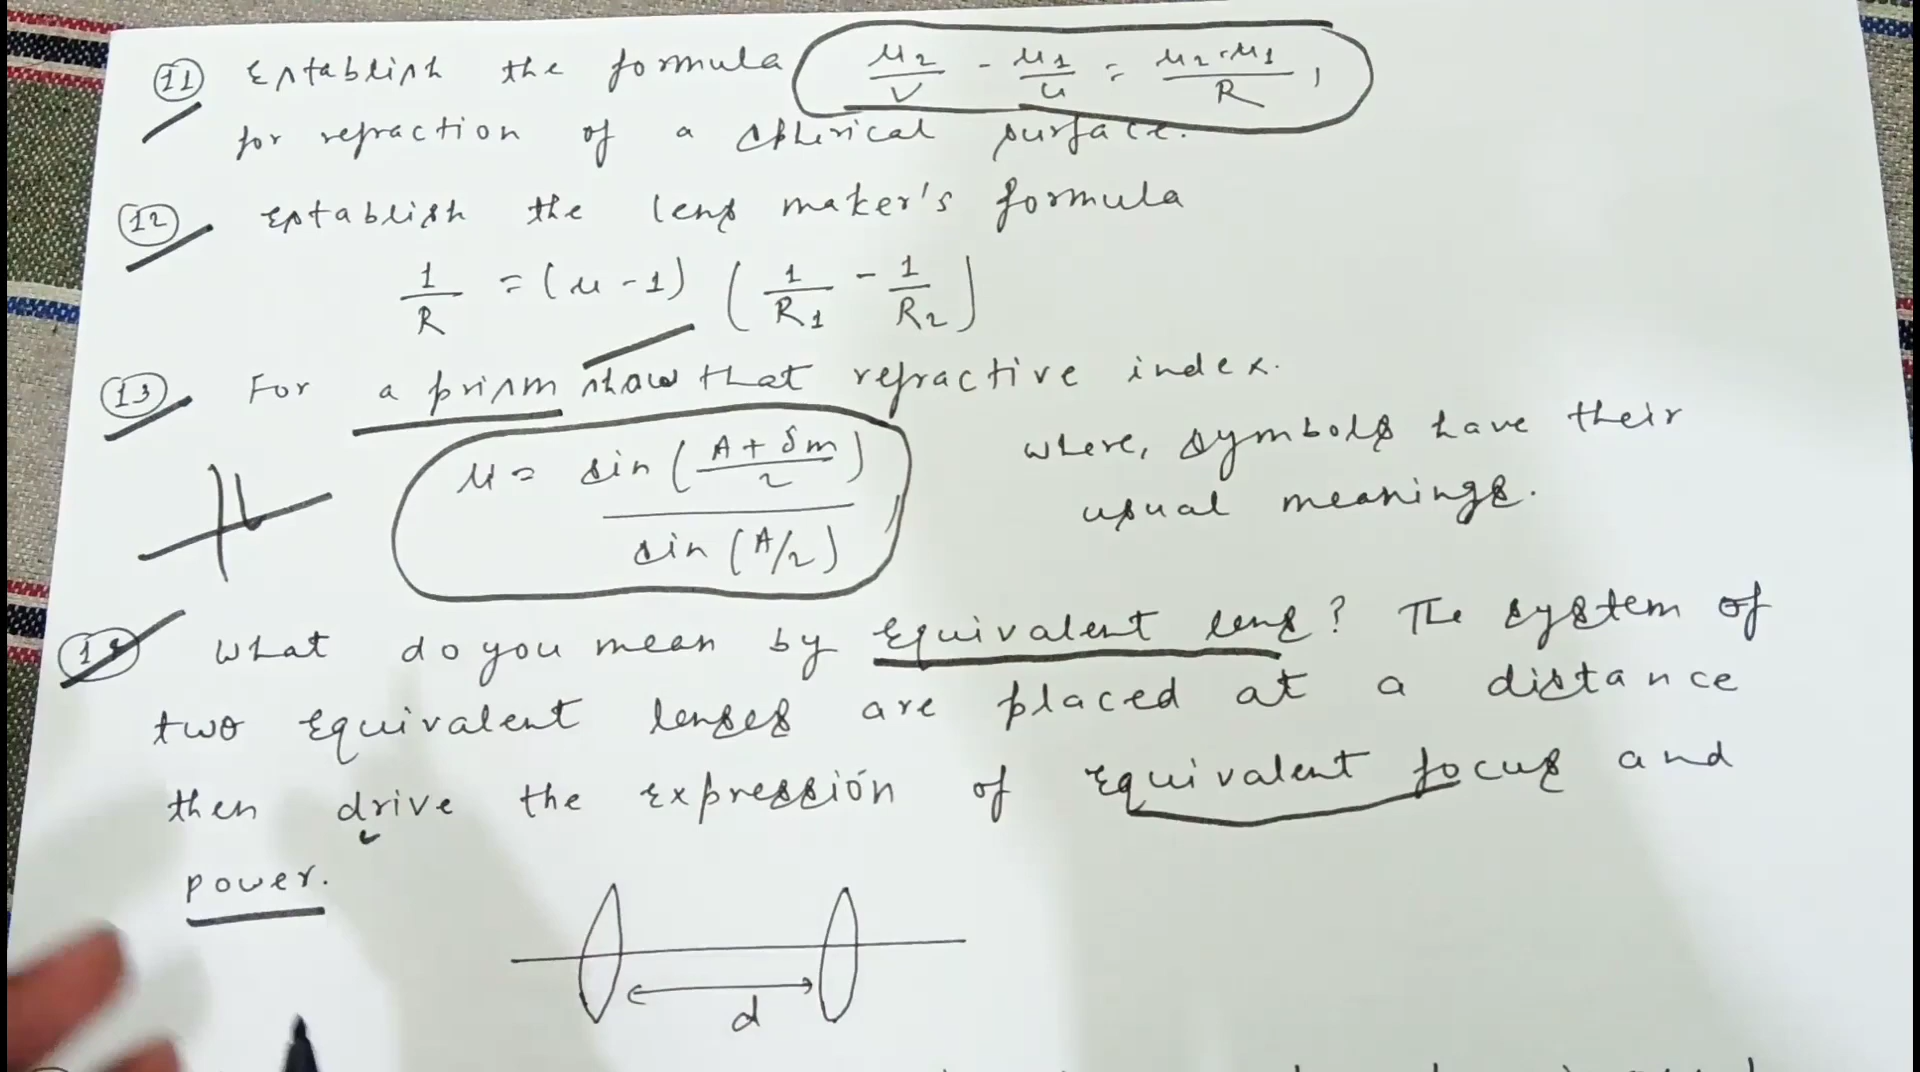 11 Establish the formula μ2/V - μ1/u = μ2-μ1/R,
for refraction of a spherical surface.
12 Establish the lens maker's formula
1/R = (μ-1) (1/R1 - 1/R2)
13 For a prism show that refractive index.
μ = sin(A+δm/2) / sin(A/2) where, symbols have their
usual meanings.
What do you mean by equivalent lens? The system of
two equivalent lenses are placed at a distance
then drive the expression of equivalent focus and
power.
d